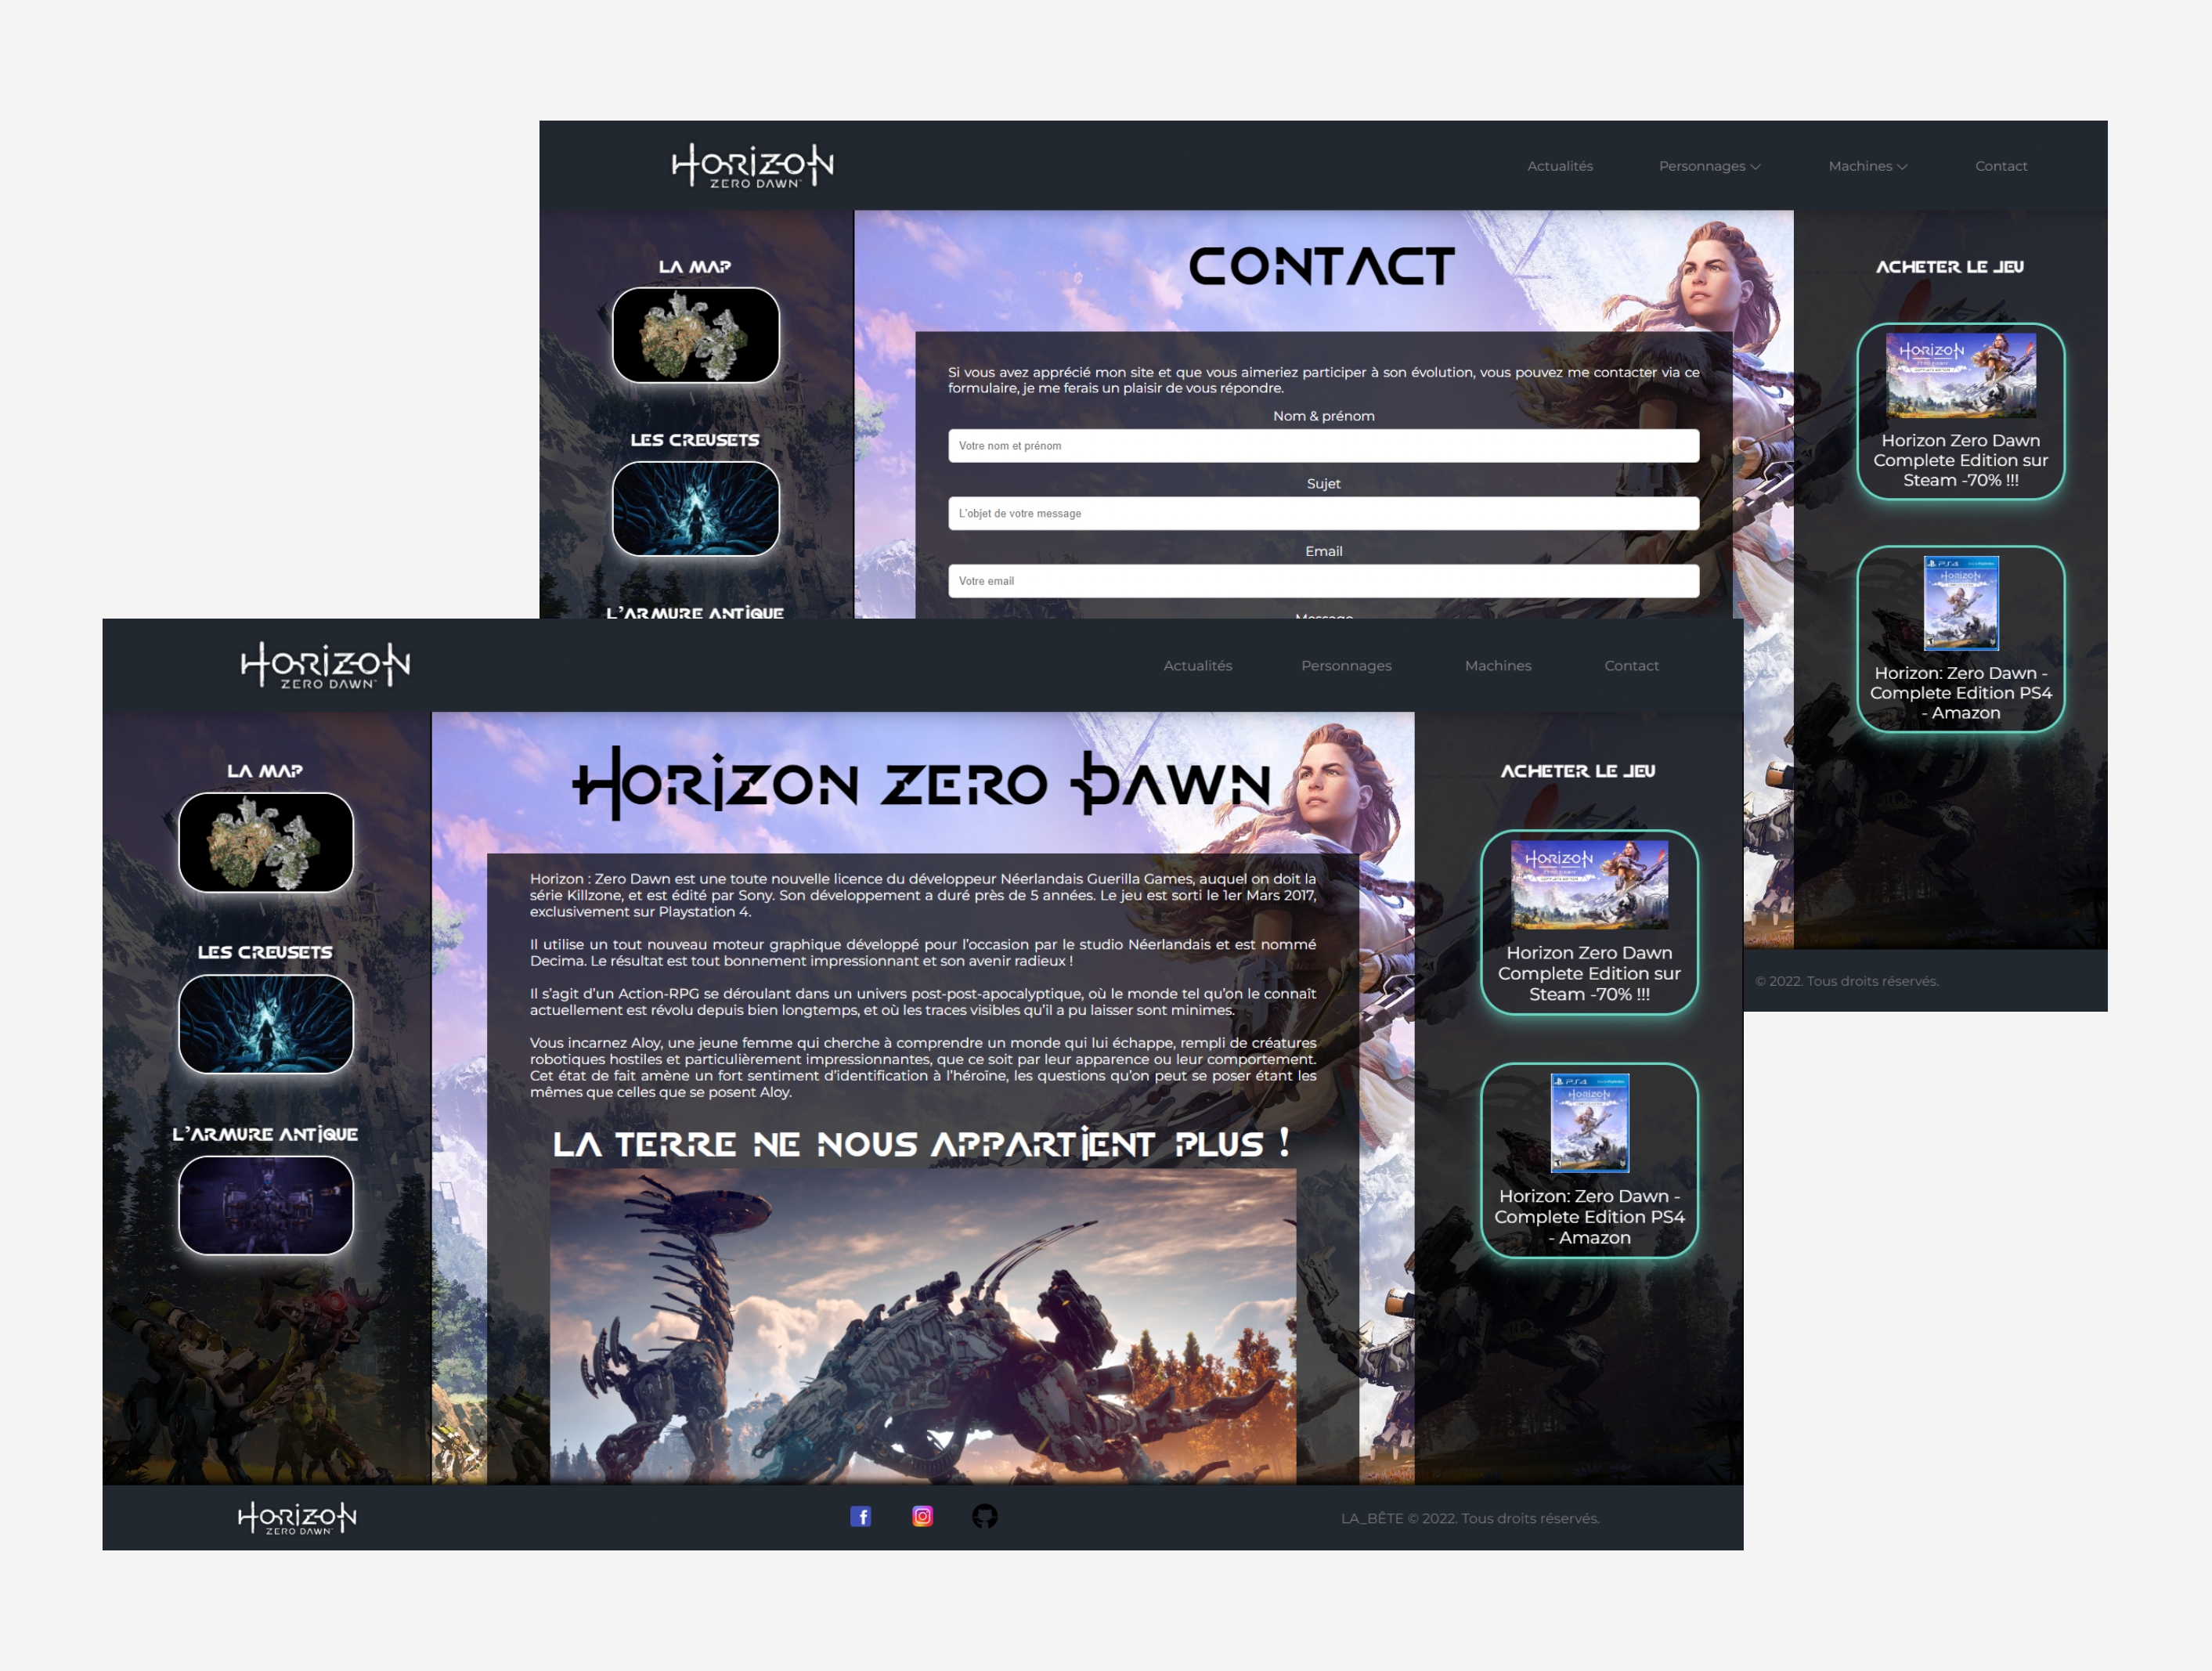 HORIZON
ZERO DAWN
Actualités
Personnages
Machines
Contact
LA MAP
LES CREUSETS
L'ARMURE ANTIQUE
CONTACT
Si vous avez apprécié mon site et que vous aimeriez participer à son évolution, vous pouvez me contacter via ce
formulaire, je me ferais un plaisir de vous répondre.
Nom & prénom
Votre nom et prénom
Sujet
L'objet de votre message
Email
Votre email
Message
ACHETER LE JEU
HORIZON
Horizon Zero Dawn
Complete Edition sur
Steam -70% !!!
PS4
HORIZON
Horizon: Zero Dawn -
Complete Edition PS4
- Amazon
© 2022. Tous droits réservés.
HORIZON
ZERO DAWN
Actualités
Personnages
Machines
Contact
LA MAP
LES CREUSETS
L'ARMURE ANTIQUE
HORIZON ZERO DAWN
Horizon : Zero Dawn est une toute nouvelle licence du développeur Néerlandais Guerilla Games, auquel on doit la
série Killzone, et est édité par Sony. Son développement a duré près de 5 années. Le jeu est sorti le 1er Mars 2017,
exclusivement sur Playstation 4.
Il utilise un tout nouveau moteur graphique développé pour l'occasion par le studio Néerlandais et est nommé
Decima. Le résultat est tout bonnement impressionnant et son avenir radieux !
Il s'agit d'un Action-RPG se déroulant dans un univers post-post-apocalyptique, où le monde tel qu'on le connaît
actuellement est révolu depuis bien longtemps, et où les traces visibles qu'il a pu laisser sont minimes.
Vous incarnez Aloy, une jeune femme qui cherche à comprendre un monde qui lui échappe, rempli de créatures
robotiques hostiles et particulièrement impressionnantes, que ce soit par leur apparence ou leur comportement.
Cet état de fait amène un fort sentiment d'identification à l'héroïne, les questions qu'on peut se poser étant les
mêmes que celles que se posent Aloy.
LA TERRE NE NOUS APPARTIENT PLUS !
ACHETER LE JEU
HORIZON
Horizon Zero Dawn
Complete Edition sur
Steam -70% !!!
PS4
HORIZON
Horizon: Zero Dawn -
Complete Edition PS4
- Amazon
HORIZON
ZERO DAWN
LA_BÊTE © 2022. Tous droits réservés.